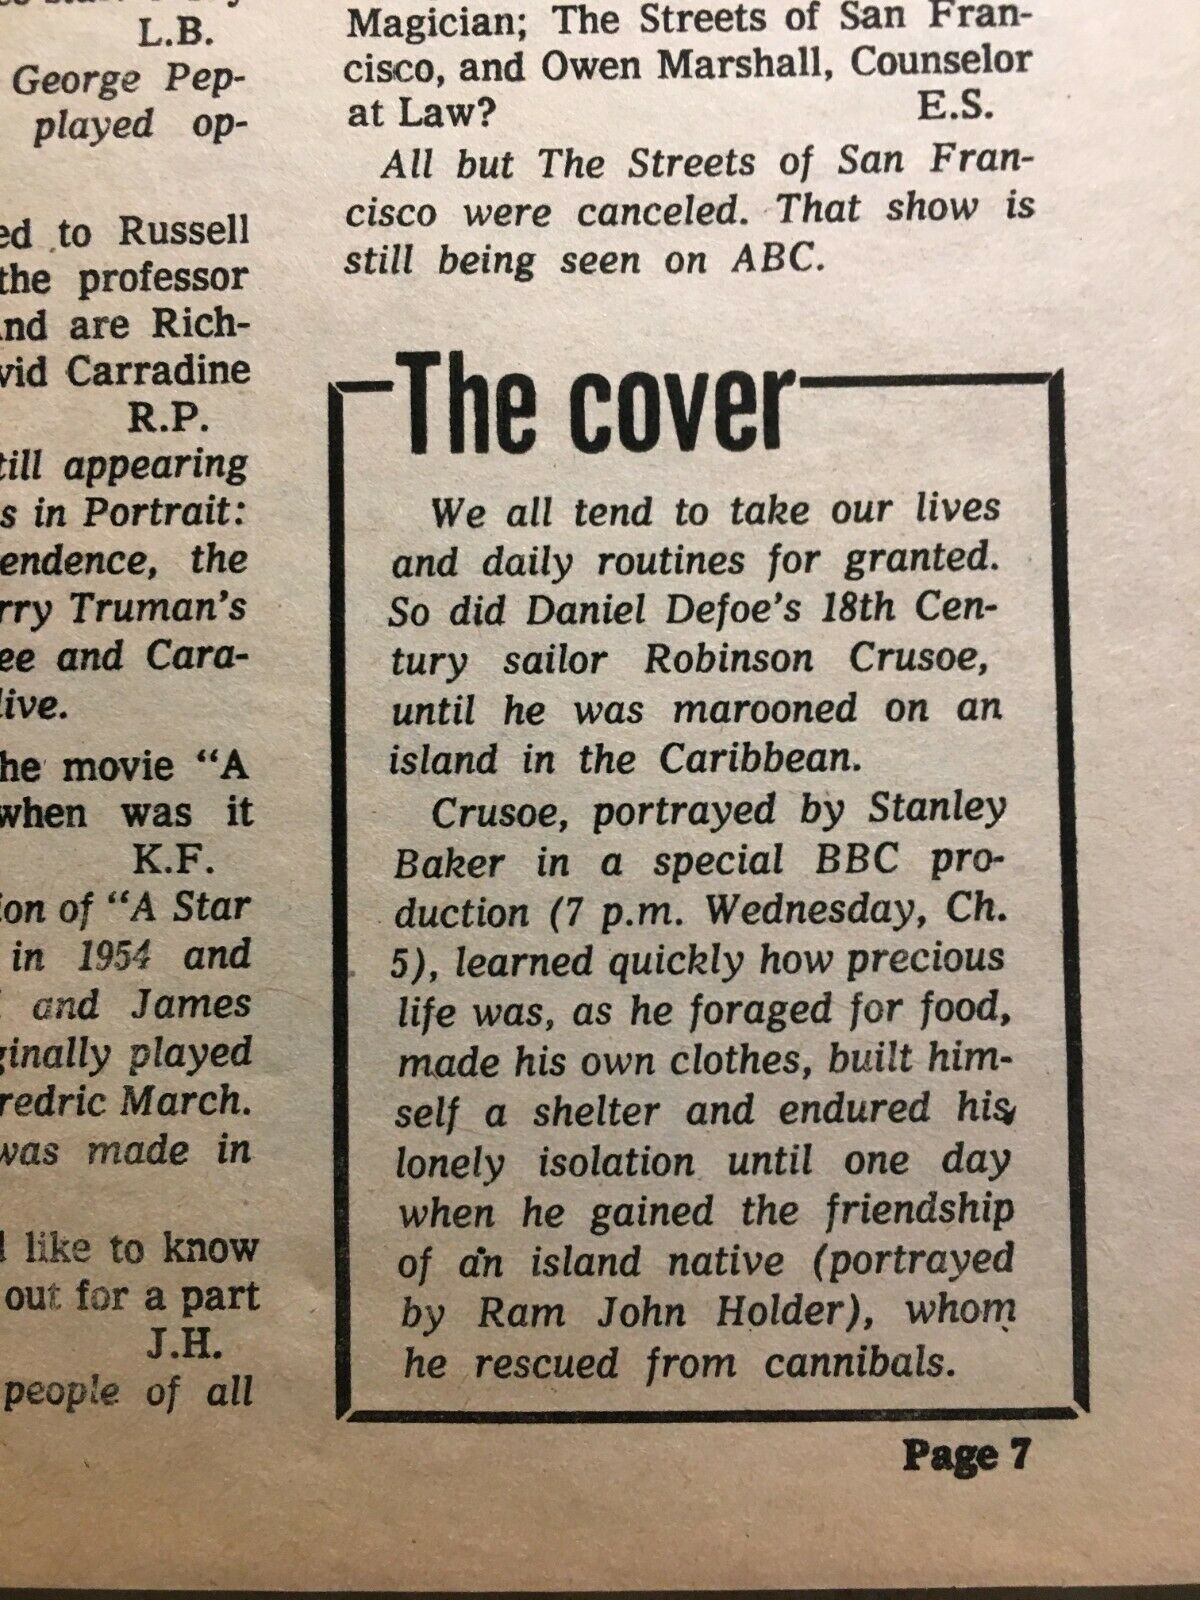 L.B.
George Pep-
played op-
ed to Russell
the professor
and are Rich-
vid Carradine
R.P.
till appearing
s in Portrait:
endence, the
rry Truman's
ee and Cara-
live.
he movie "A
when was it
K.F.
ion of "A Star
in 1954 and
and James
ginally played
redric March.
was made in
like to know
out for a part
J.H.
people of all
Magician; The Streets of San Fran-
cisco, and Owen Marshall, Counselor
at Law?
E.S.
All but The Streets of San Fran-
cisco were canceled. That show is
still being seen on ABC.
The cover
We all tend to take our lives
and daily routines for granted.
So did Daniel Defoe's 18th Cen-
tury sailor Robinson Crusoe,
until he was marooned on an
island in the Caribbean.
Crusoe, portrayed by Stanley
Baker in a special BBC pro-
duction (7 p.m. Wednesday, Ch.
5), learned quickly how precious
life was, as he foraged for food,
made his own clothes, built him-
self a shelter and endured his
lonely isolation until one day
when he gained the friendship
of an island native (portrayed
by Ram John Holder), whom
he rescued from cannibals.
Page 7